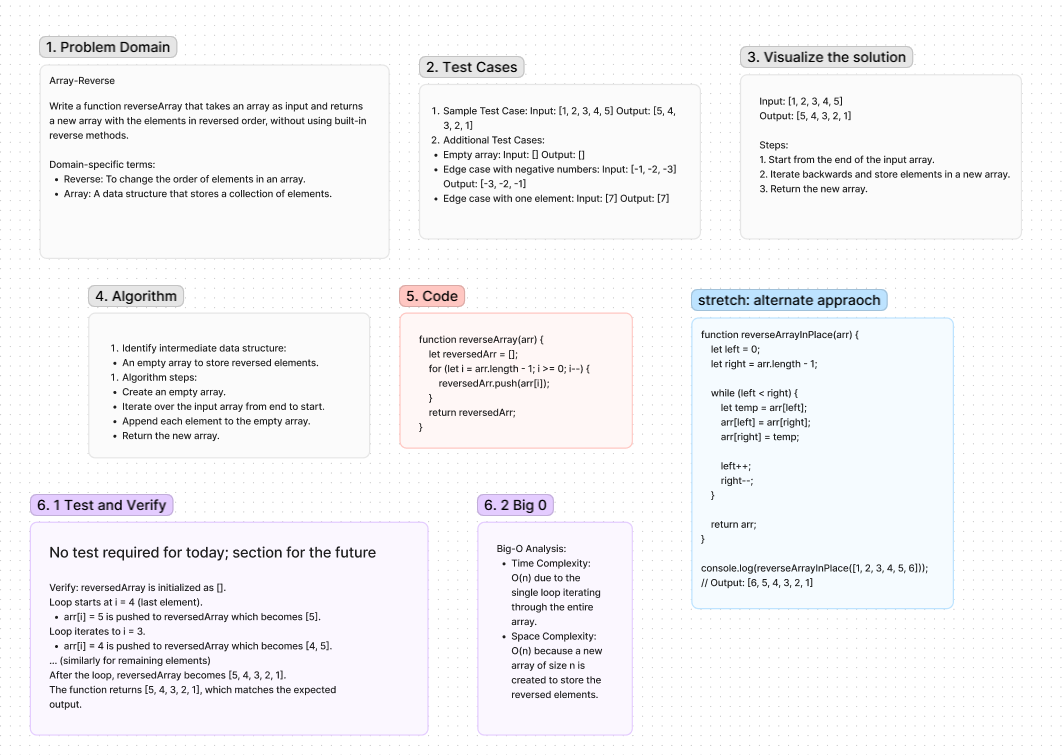 1. Problem Domain
Array-Reverse
Write a function reverseArray that takes an array as input and returns
a new array with the elements in reversed order, without using built-in
reverse methods.
Domain-specific terms:
• Reverse: To change the order of elements in an array.
• Array: A data structure that stores a collection of elements.
2. Test Cases
1. Sample Test Case: Input: [1, 2, 3, 4, 5] Output: [5, 4,
3, 2, 1]
2. Additional Test Cases:
• Empty array: Input: [] Output: []
• Edge case with negative numbers: Input: [-1, -2, -3]
Output: [-3, -2, -1]
• Edge case with one element: Input: [7] Output: [7]
3. Visualize the solution
Input: [1, 2, 3, 4, 5]
Output: [5, 4, 3, 2, 1]
Steps:
1. Start from the end of the input array.
2. Iterate backwards and store elements in a new array.
3. Return the new array.
4. Algorithm
1. Identify intermediate data structure:
• An empty array to store reversed elements.
1. Algorithm steps:
• Create an empty array.
• Iterate over the input array from end to start.
• Append each element to the empty array.
• Return the new array.
5. Code
function reverseArray(arr) {
let reversedArr = [];
for (let i = arr.length - 1; i >= 0; i--) {
reversedArr.push(arr[i]);
}
return reversedArr;
}
stretch: alternate appraoch
function reverseArrayInPlace(arr) {
let left = 0;
let right = arr.length - 1;
while (left < right) {
let temp = arr[left];
arr[left] = arr[right];
arr[right] = temp;
left++;
right--;
}
return arr;
}
console.log(reverseArrayInPlace([1, 2, 3, 4, 5, 6]));
// Output: [6, 5, 4, 3, 2, 1]
6. 1 Test and Verify
No test required for today; section for the future
Verify: reversedArray is initialized as [].
Loop starts at i = 4 (last element).
• arr[i] = 5 is pushed to reversedArray which becomes [5].
Loop iterates to i = 3.
• arr[i] = 4 is pushed to reversedArray which becomes [4, 5].
... (similarly for remaining elements)
After the loop, reversedArray becomes [5, 4, 3, 2, 1].
The function returns [5, 4, 3, 2, 1], which matches the expected
output.
6. 2 Big 0
Big-O Analysis:
• Time Complexity:
O(n) due to the
single loop iterating
through the entire
array.
• Space Complexity:
O(n) because a new
array of size n is
created to store the
reversed elements.